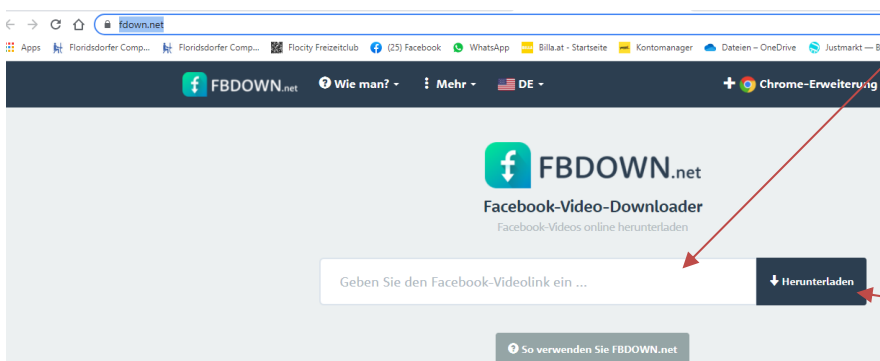 fdown.net
Apps Floridsdorfer Comp... Floridsdorfer Comp... Flocity Freizeitclub (25) Facebook WhatsApp Billa.at - Startseite Kontomanager Dateien – OneDrive Justmarkt — B
FBDOWN.net Wie man? Mehr DE + Chrome-Erweiterung
FBDOWN.net
Facebook-Video-Downloader
Facebook-Videos online herunterladen
Geben Sie den Facebook-Videolink ein ... Herunterladen
So verwenden Sie FBDOWN.net